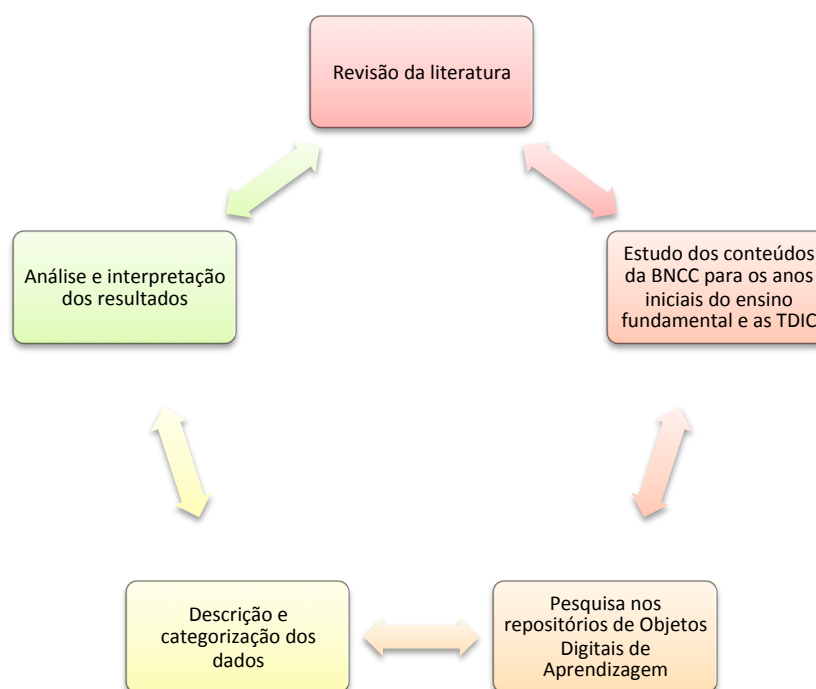 Revisão da literatura
Estudo dos conteúdos
da BNCC para os anos
iniciais do ensino
fundamental e as TDIC
Pesquisa nos
repositórios de Objetos
Digitais de
Aprendizagem
Descrição e
categorização dos
dados
Análise e interpretação
dos resultados